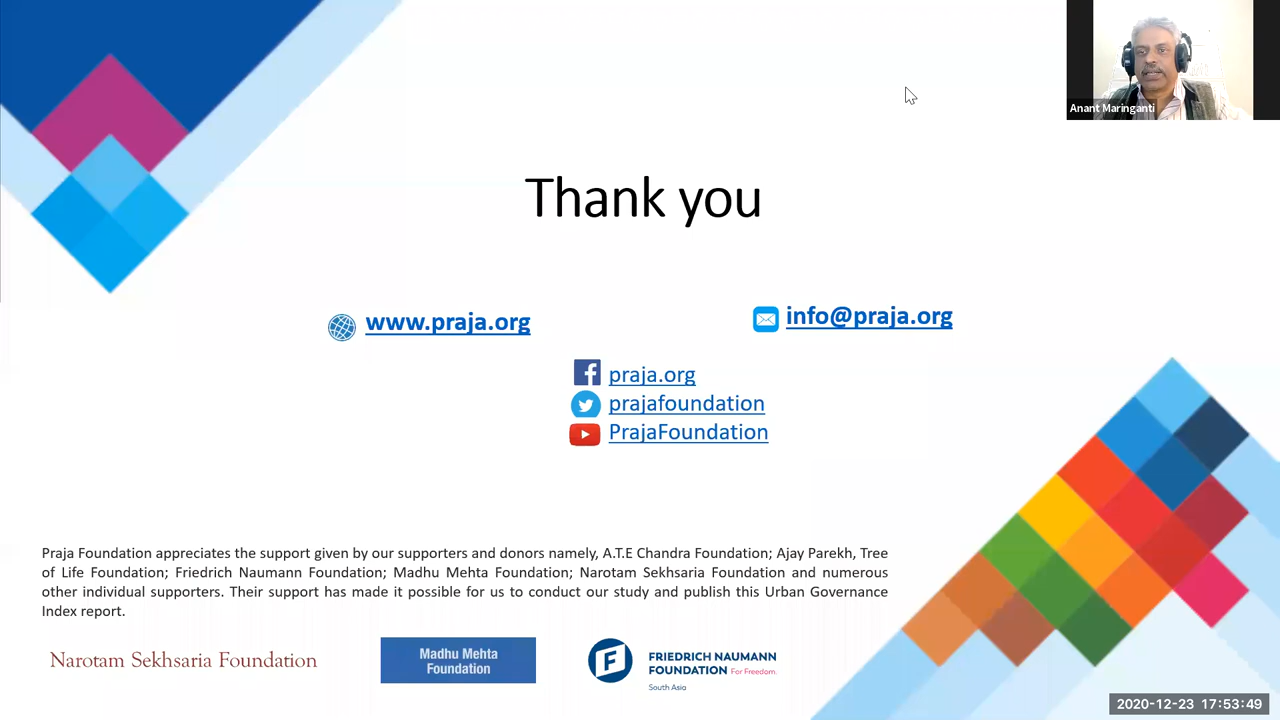 Anant Maringanti
Thank you
www.praja.org
info@praja.org
praja.org
prajafoundation
PrajaFoundation
Praja Foundation appreciates the support given by our supporters and donors namely, A.T.E Chandra Foundation; Ajay Parekh, Tree
of Life Foundation; Friedrich Naumann Foundation; Madhu Mehta Foundation; Narotam Sekhsaria Foundation and numerous
other individual supporters. Their support has made it possible for us to conduct our study and publish this Urban Governance
Index report.
Narotam Sekhsaria Foundation
Madhu Mehta
Foundation
FRIEDRICH NAUMANN
FOUNDATION For Freedom.
South Asia
2020-12-23 17:53:49